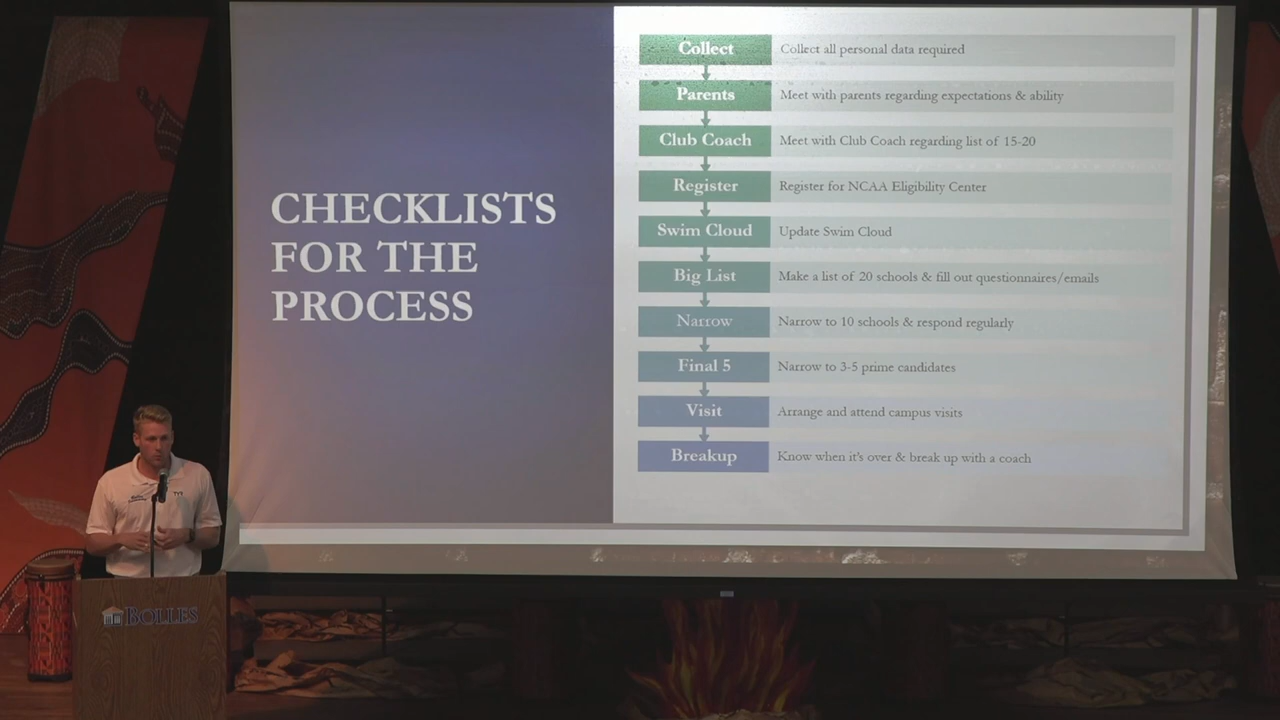 CHECKLISTS
FOR THE
PROCESS
Collect
Collect all personal data required
Parents
Meet with parents regarding expectations & ability
Club Coach
Meet with Club Coach regarding list of 15-20
Register
Register for NCAA Eligibility Center
Swim Cloud
Update Swim Cloud
Big List
Make a list of 20 schools & fill out questionnaires/emails
Narrow
Narrow to 10 schools & respond regularly
Final 5
Narrow to 3-5 prime candidates
Visit
Arrange and attend campus visits
Breakup
Know when it's over & break up with a coach
TYR
BOLLES